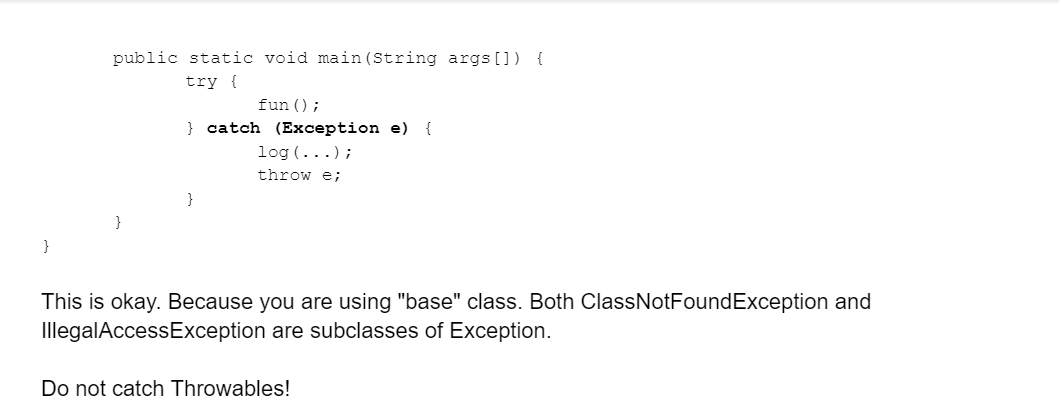 public static void main(String args[]) {
try {
fun();
} catch (Exception e) {
log(...);
throw e;
}
}
}
This is okay. Because you are using "base" class. Both ClassNotFoundException and
IllegalAccessException are subclasses of Exception.
Do not catch Throwables!